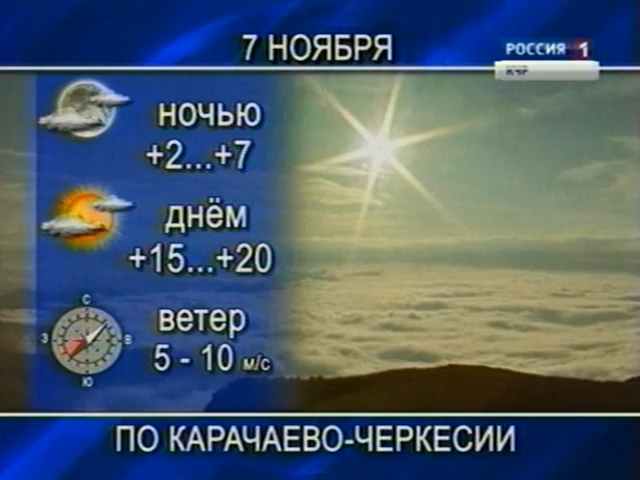 7 НОЯБРЯ
РОССИЯ 1
КЧР
ночью
+2...+7
днём
+15...+20
С
З
В
Ю
ветер
5 - 10 м/с
ПО КАРАЧАЕВО-ЧЕРКЕСИИ